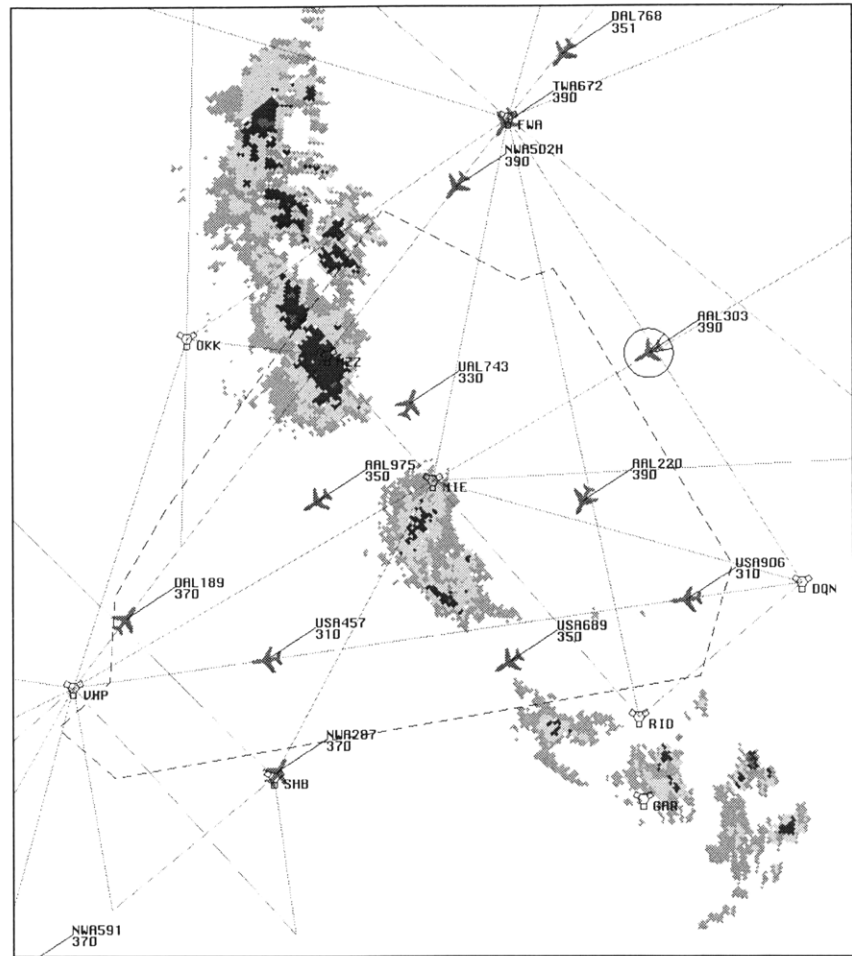 DAL768
351
TWA672
390
FWA
NWA502H
390
AAL303
390
OKK
UAL743
330
AAL975
350
MIE
AAL220
390
DAL189
370
USA906
310
DQN
USA457
310
USA689
350
VHP
NWA287
370
RID
SHB
NWA591
370